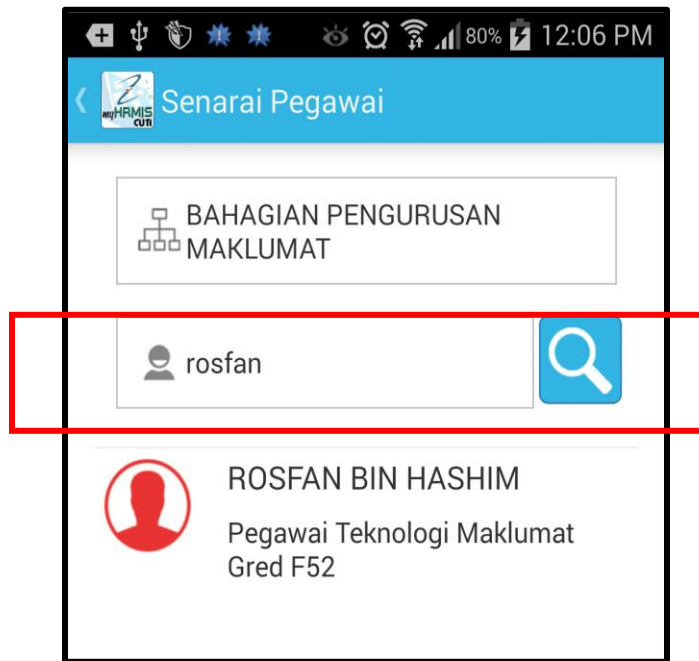 80% 12:06 PM
myHRMIS
CUTI
Senarai Pegawai
BAHAGIAN PENGURUSAN
MAKLUMAT
rosfan
ROSFAN BIN HASHIM
Pegawai Teknologi Maklumat
Gred F52